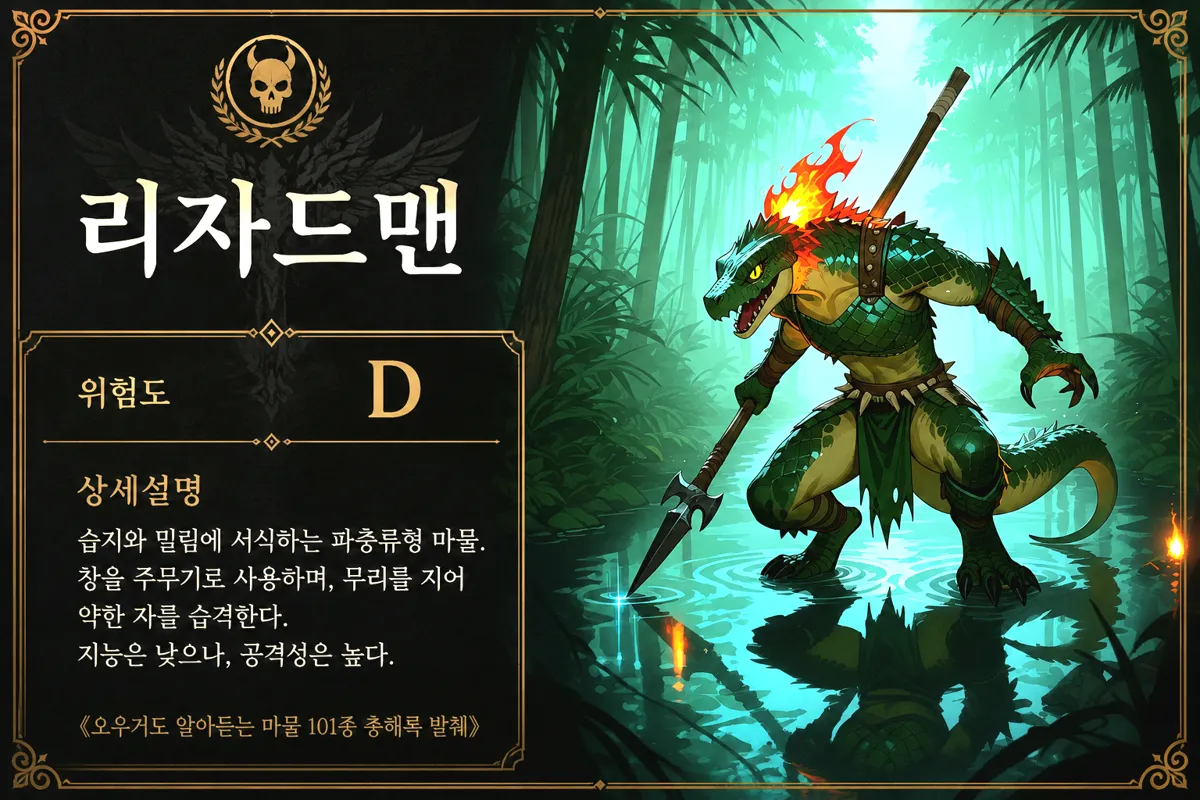 리자드맨
위험도 D
상세설명
습지와 밀림에 서식하는 파충류형 마물.
창을 주무기로 사용하며, 무리를 지어
약한 자를 습격한다.
지능은 낮으나, 공격성은 높다.
《오우거도 알아듣는 마물 101종 총해록 발췌》